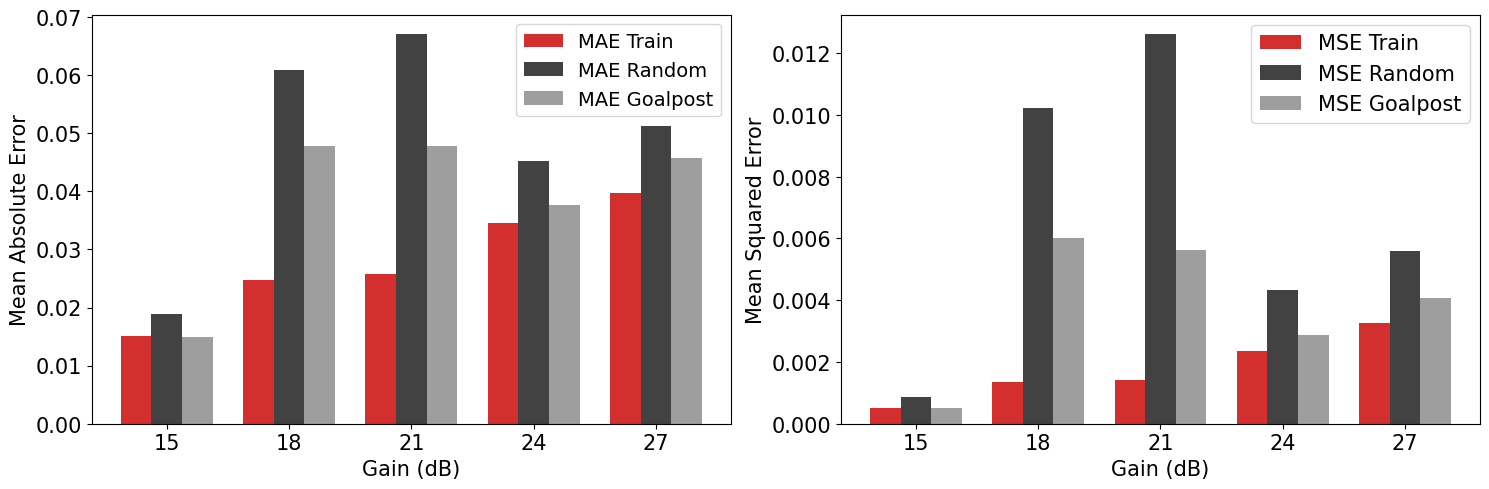 Mean Absolute Error
0.07
0.06
0.05
0.04
0.03
0.02
0.01
0.00
MAE Train
MAE Random
MAE Goalpost
15 18 21 24 27
Gain (dB)
Mean Squared Error
0.012
0.010
0.008
0.006
0.004
0.002
0.000
MSE Train
MSE Random
MSE Goalpost
15 18 21 24 27
Gain (dB)